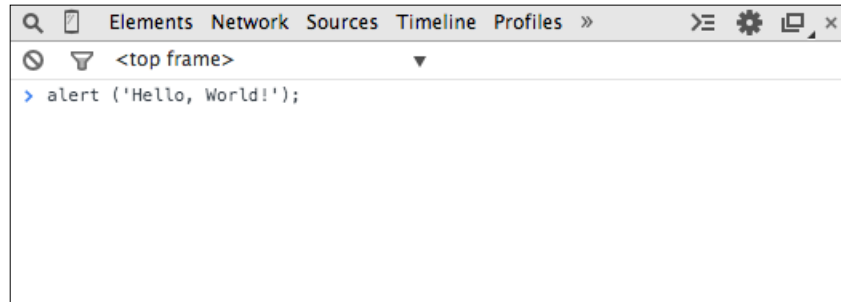 Elements Network Sources Timeline Profiles »
<top frame> ▼
> alert ('Hello, World!');